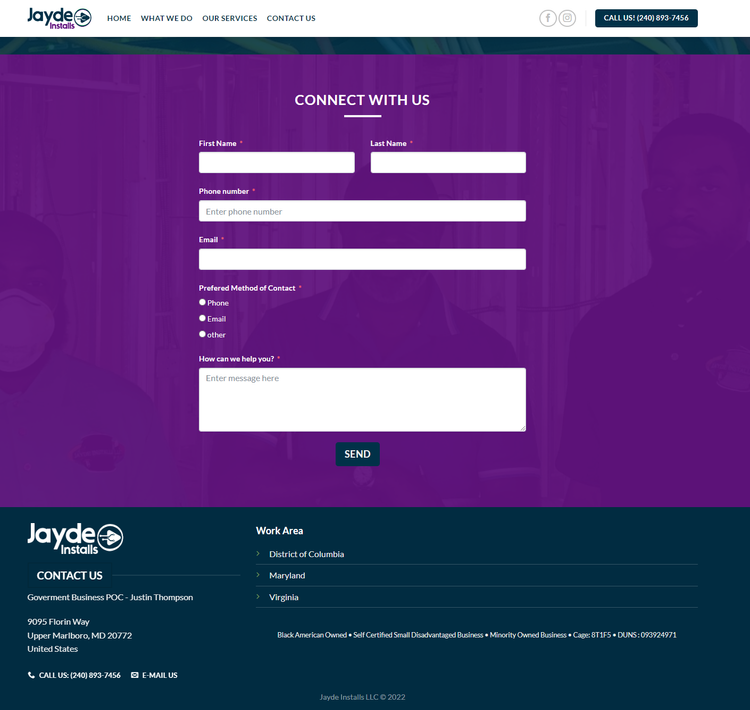 Jayde
Installs
HOME WHAT WE DO OUR SERVICES CONTACT US
CALL US! (240) 893-7456
CONNECT WITH US
First Name *
Last Name *
Phone number *
Enter phone number
Email *
Prefered Method of Contact *
Phone
Email
other
How can we help you? *
Enter message here
SEND
Jayde
Installs
CONTACT US
Goverment Business POC - Justin Thompson
9095 Florin Way
Upper Marlboro, MD 20772
United States
CALL US: (240) 893-7456 E-MAIL US
Work Area
District of Columbia
Maryland
Virginia
Black American Owned • Self Certified Small Disadvantaged Business • Minority Owned Business • Cage: 8T1F5 • DUNS : 093924971
Jayde Installs LLC © 2022